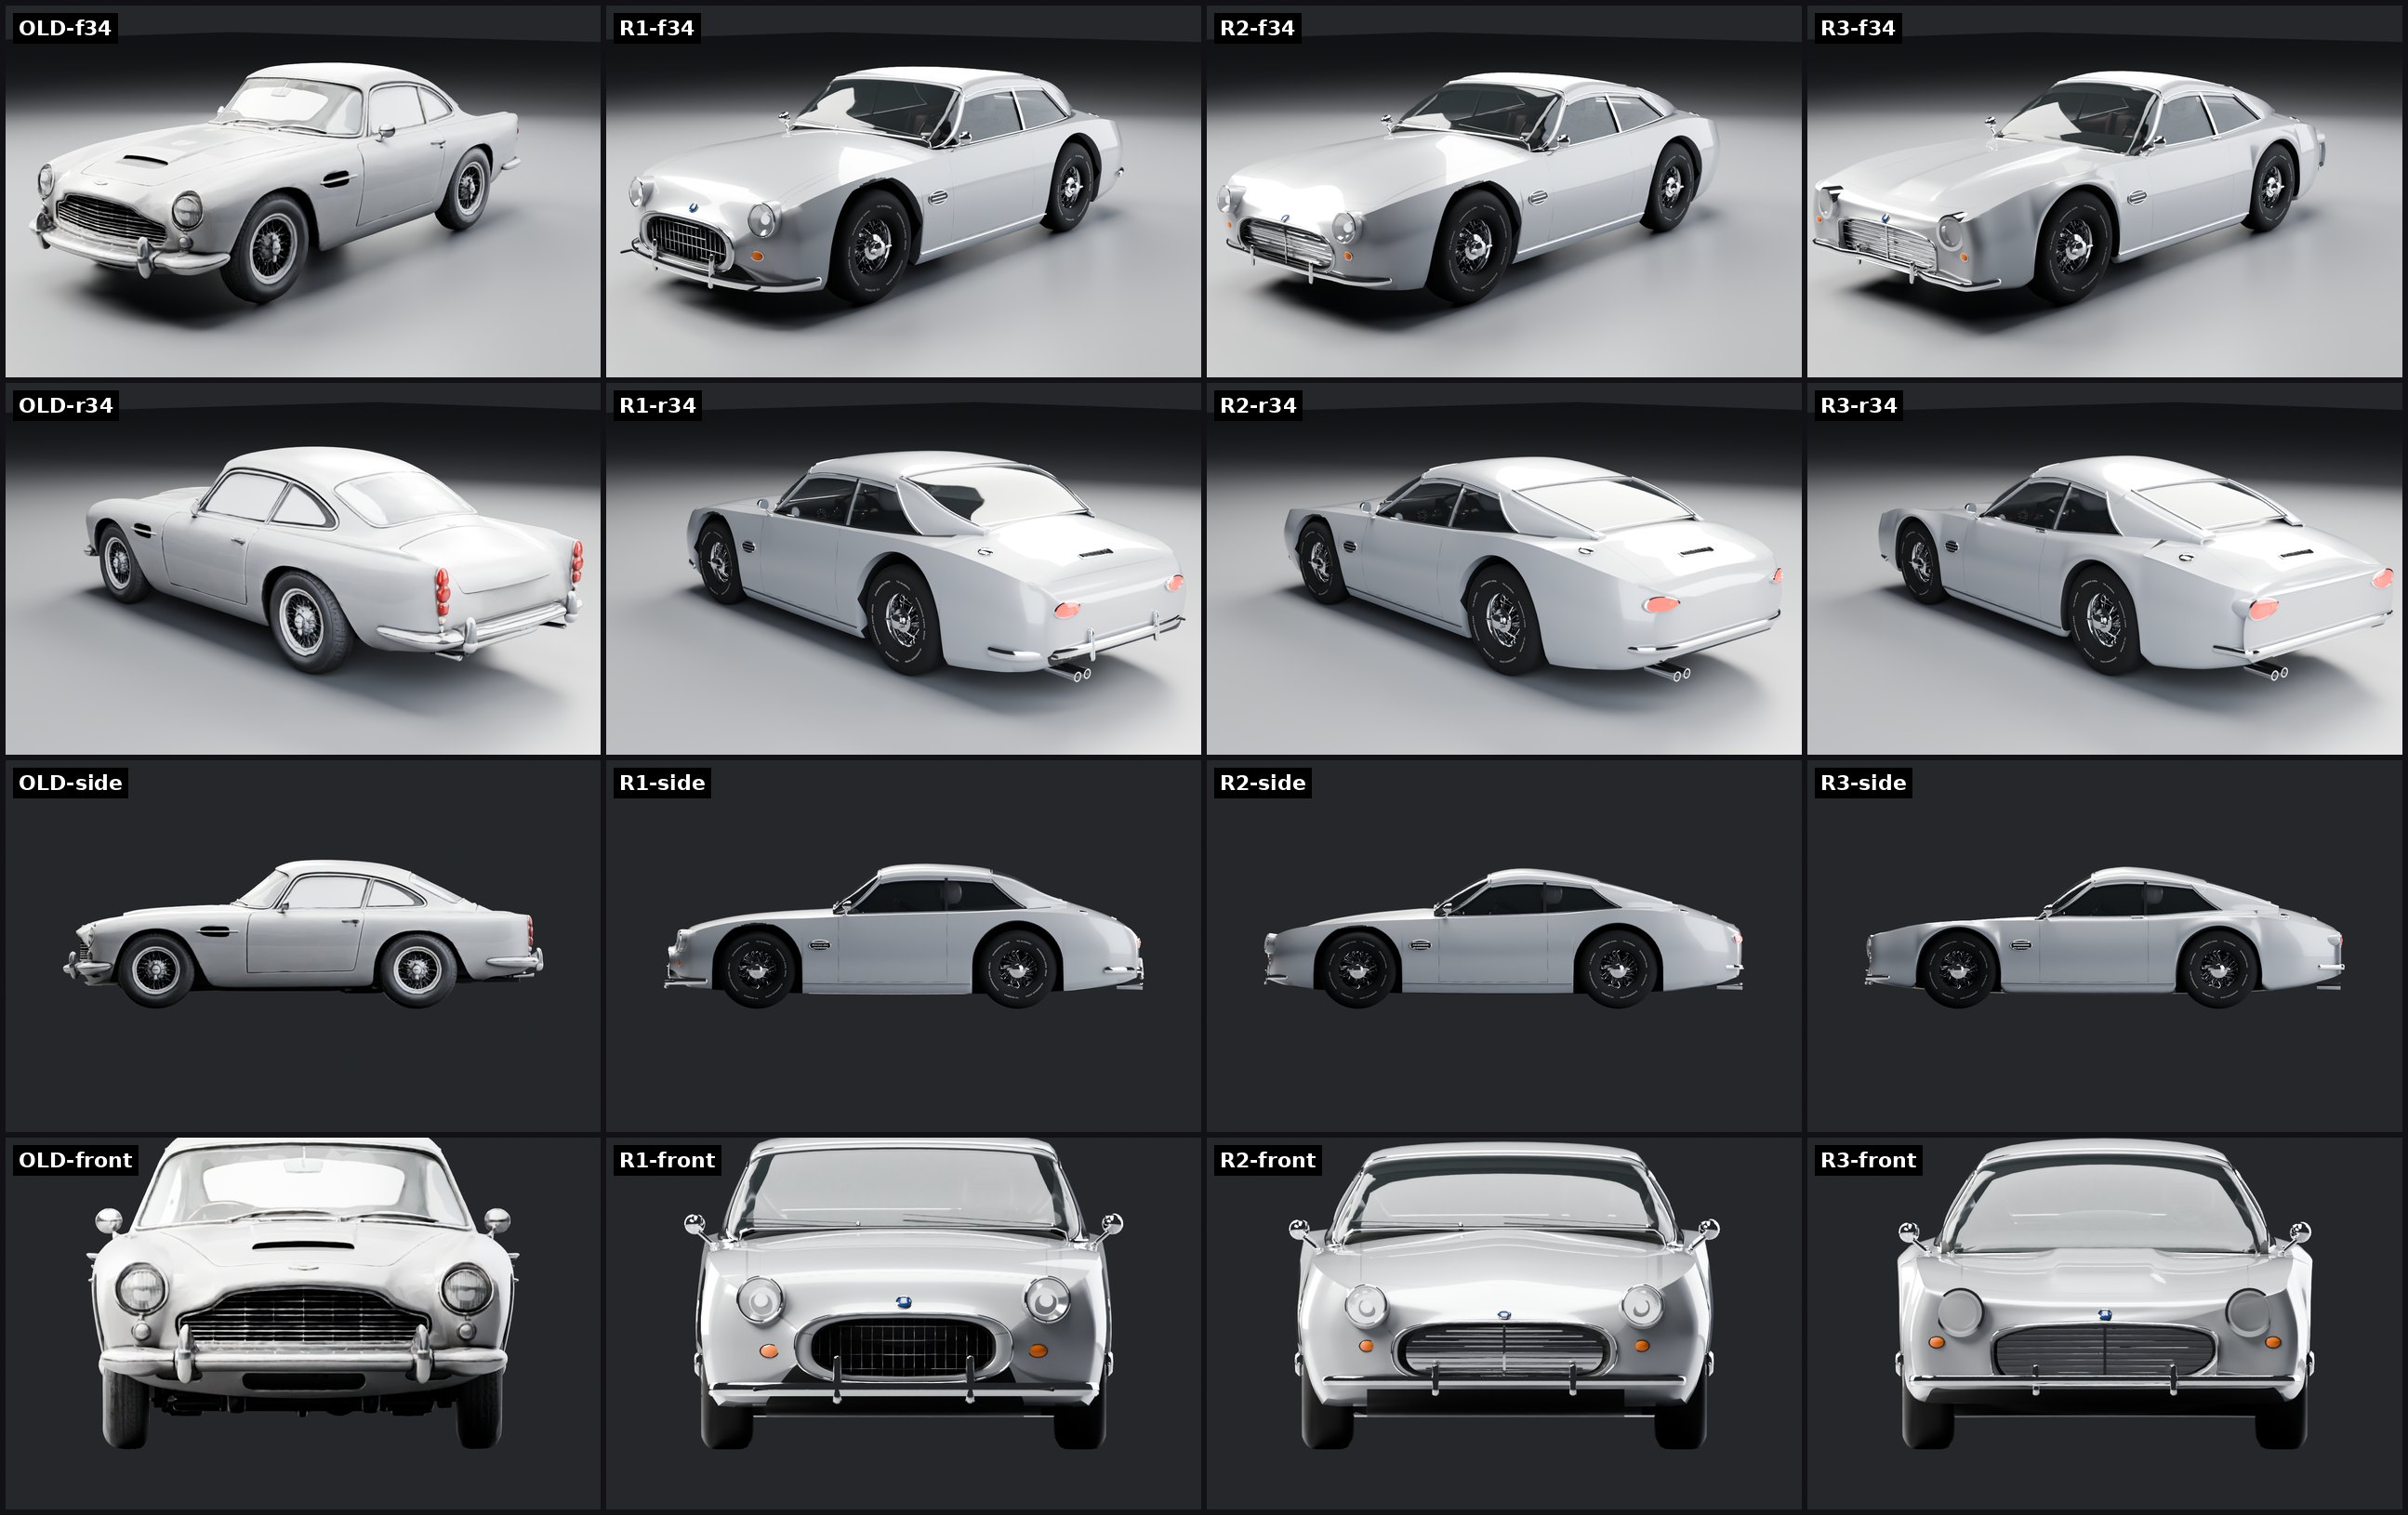 OLD-f34
R1-f34
R2-f34
R3-f34
OLD-r34
R1-r34
R2-r34
R3-r34
OLD-side
R1-side
R2-side
R3-side
OLD-front
R1-front
R2-front
R3-front